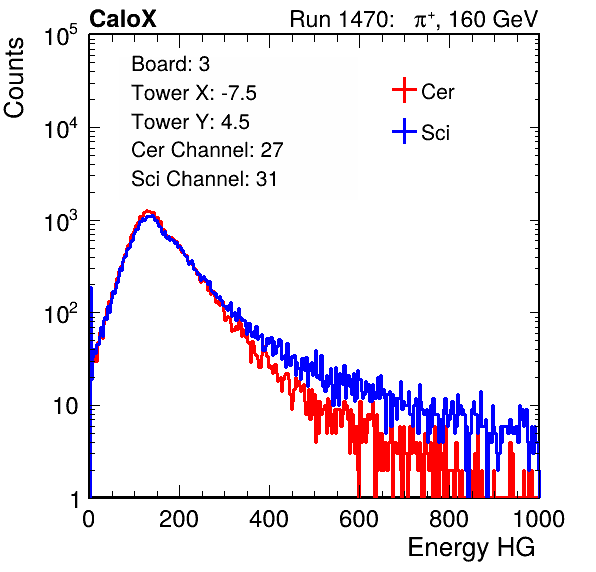 CaloX Run 1470: π⁺, 160 GeV
Counts
Board: 3
Tower X: -7.5
Tower Y: 4.5
Cer Channel: 27
Sci Channel: 31
Cer
Sci
10⁵
10⁴
10³
10²
10
1
0 200 400 600 800 1000
Energy HG